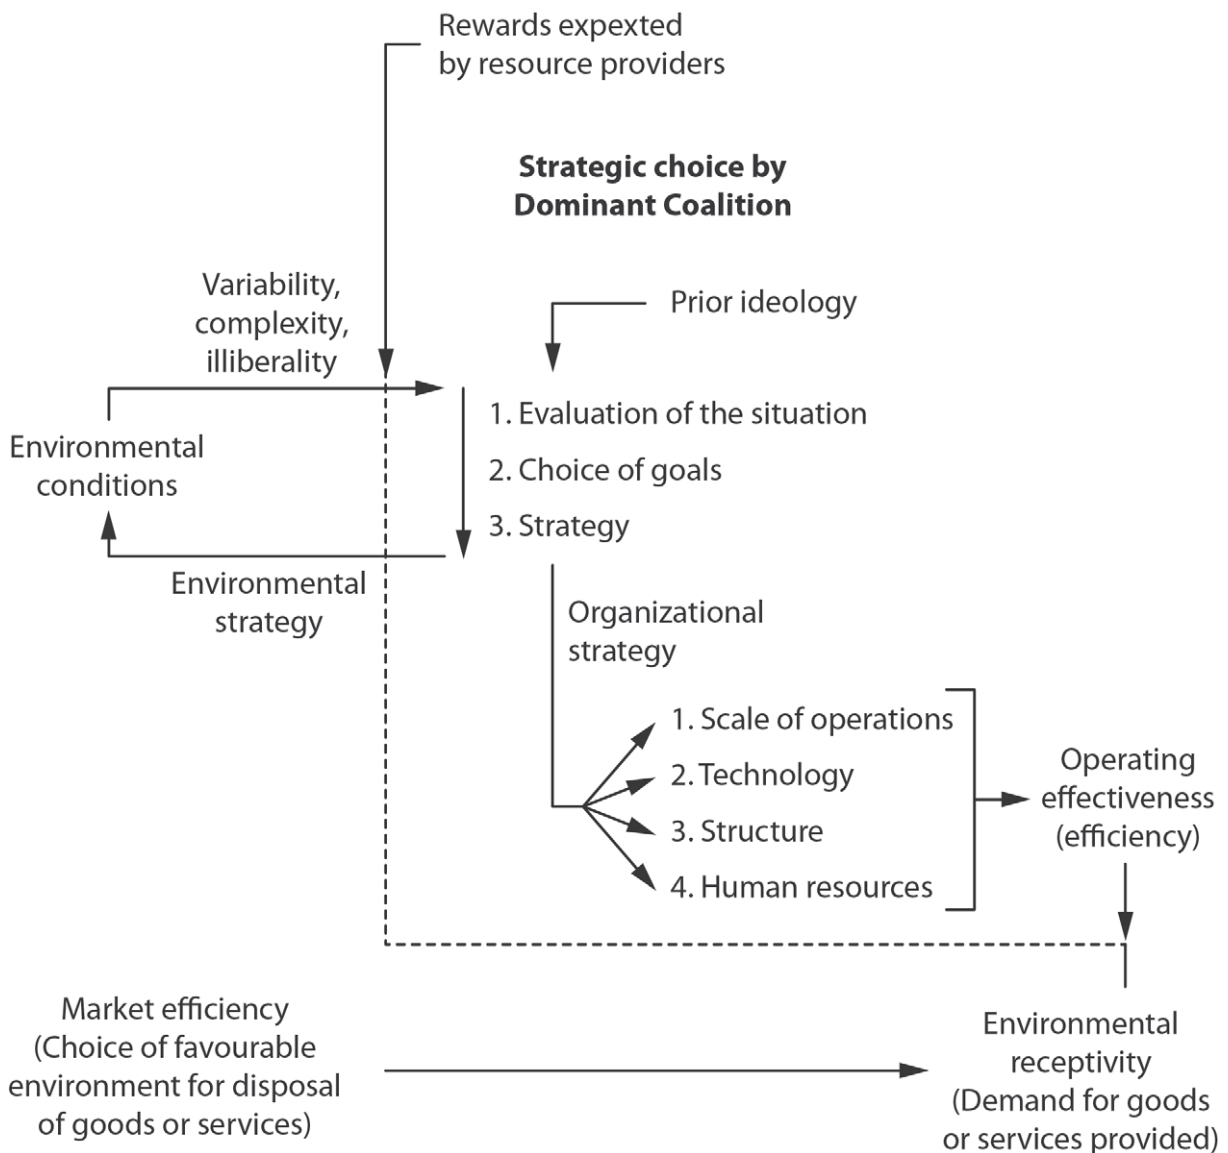 Rewards expexted
by resource providers
Strategic choice by
Dominant Coalition
Variability,
complexity,
illiberality
Prior ideology
Environmental
conditions
1. Evaluation of the situation
2. Choice of goals
3. Strategy
Environmental
strategy
Organizational
strategy
1. Scale of operations
2. Technology
3. Structure
4. Human resources
Operating
effectiveness
(efficiency)
Market efficiency
(Choice of favourable
environment for disposal
of goods or services)
Environmental
receptivity
(Demand for goods
or services provided)